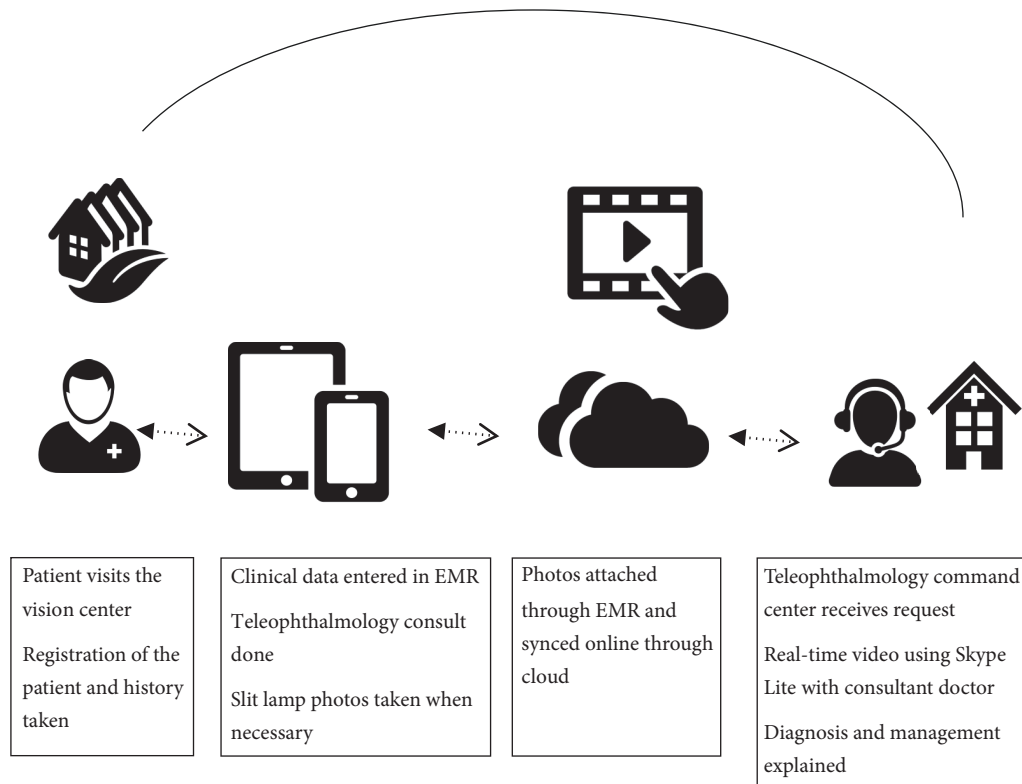 Patient visits the
vision center
Registration of the
patient and history
taken
Clinical data entered in EMR
Teleophthalmology consult
done
Slit lamp photos taken when
necessary
Photos attached
through EMR and
synced online through
cloud
Teleophthalmology command
center receives request
Real-time video using Skype
Lite with consultant doctor
Diagnosis and management
explained